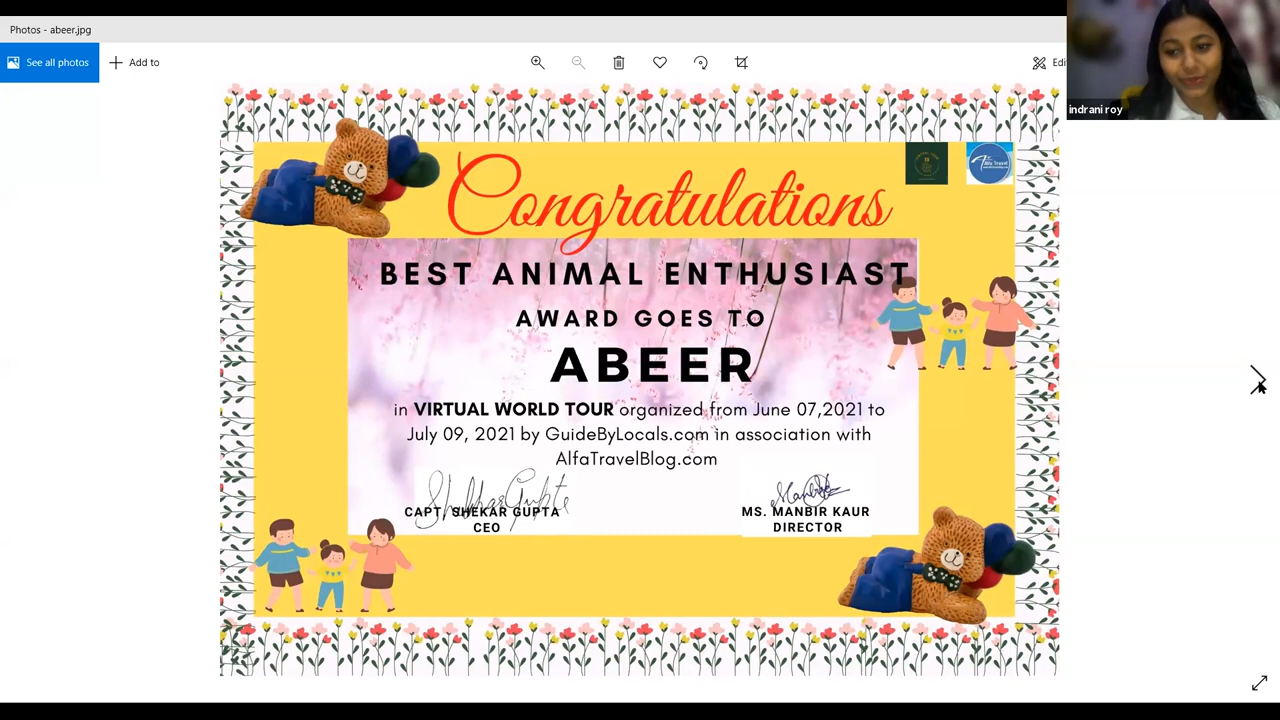 Photos - abeer.jpg
See all photos
Add to
Edi
indrani roy
Congratulations
BEST ANIMAL ENTHUSIAST
AWARD GOES TO
ABEER
in VIRTUAL WORLD TOUR organized from June 07,2021 to
July 09, 2021 by GuideByLocals.com in association with
AlfaTravelBlog.com
Shekhar Gupta
CAPT. SHEKAR GUPTA
CEO
MS. MANBIR KAUR
DIRECTOR